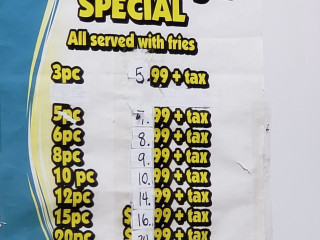 SPECIAL
All served with fries
3pc 5.99 + tax
5pc .99 + tax
6pc 8.99 + tax
8pc 9.99 + tax
10 pc 10.99 + tax
12pc 14.99 + tax
15pc $16.99 + tax
20pc + tax